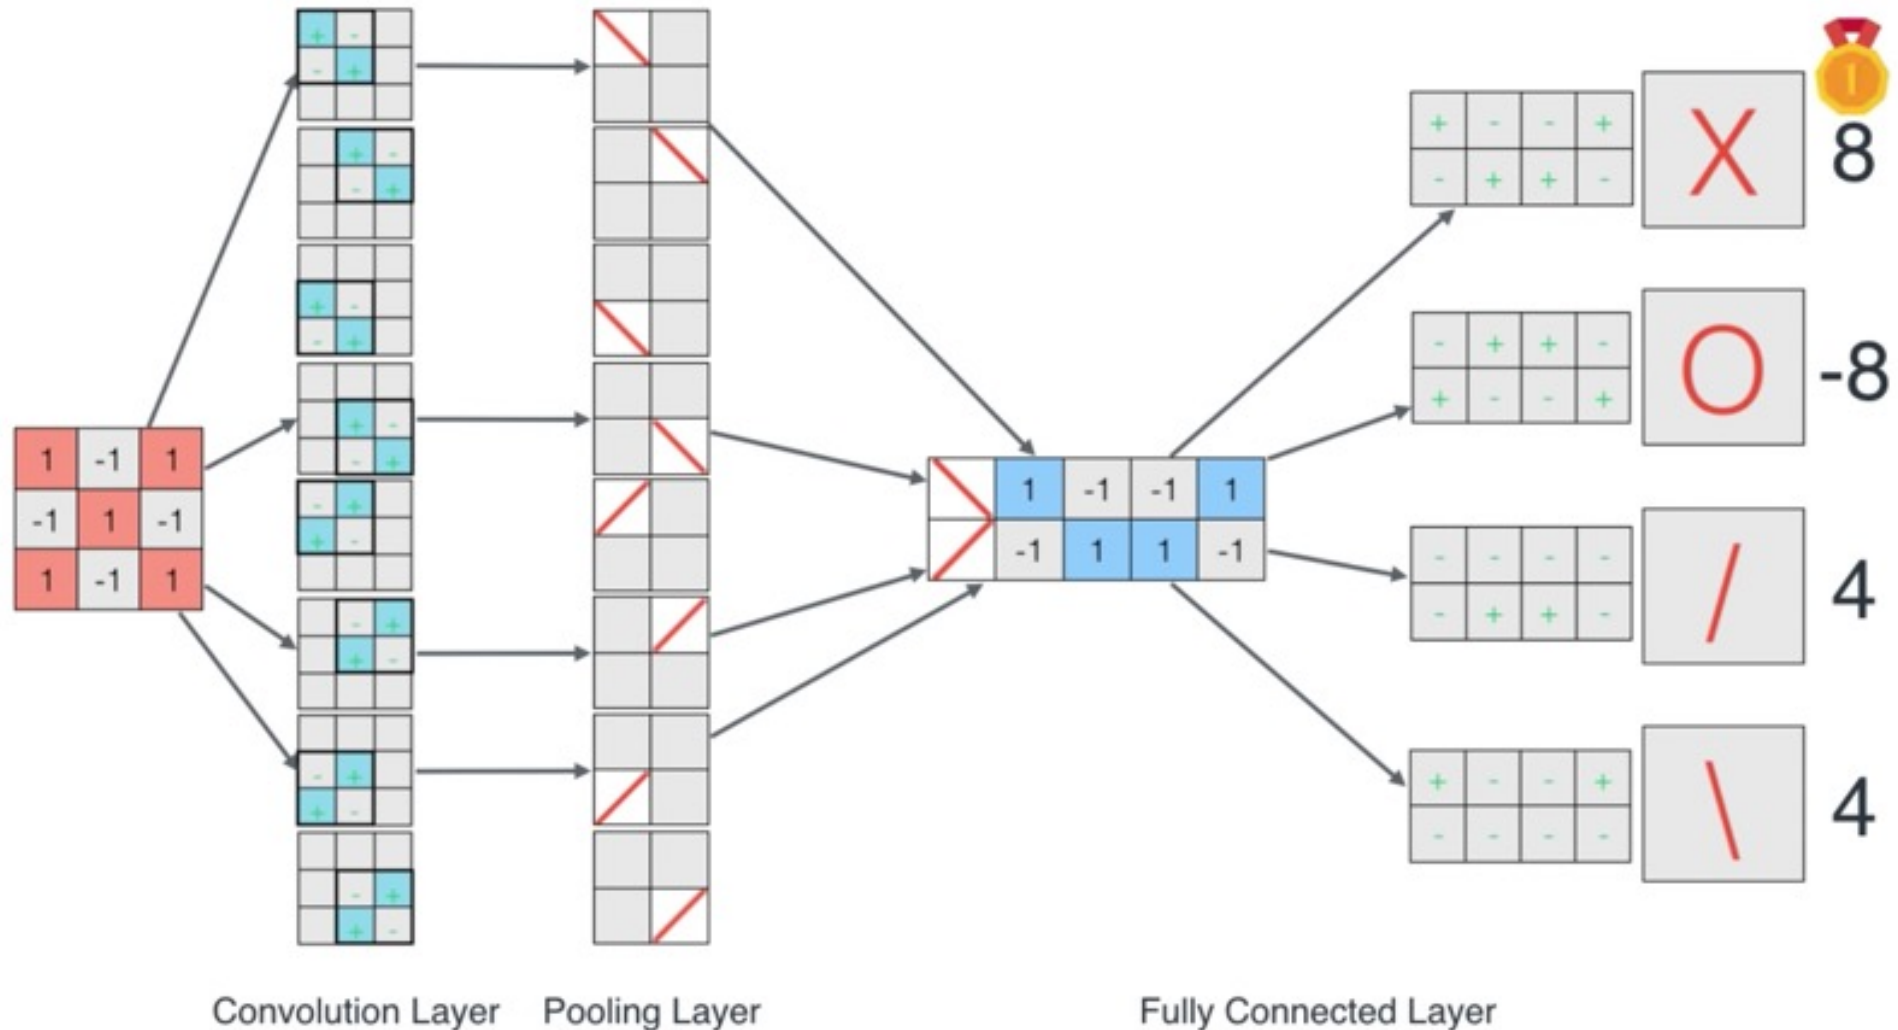 + -
- +
+ -
- +
+ -
- +
+ -
- +
- +
+ -
- +
+ -
- +
+ -
- +
+ -
1 -1 1
-1 1 -1
1 -1 1
1 -1 -1 1
-1 1 1 -1
+ - - +
- + + -
X
1
8
- + + -
+ - - +
O
-8
- - - -
- + + -
/
4
+ - - +
- - - -
\
4
Convolution Layer
Pooling Layer
Fully Connected Layer